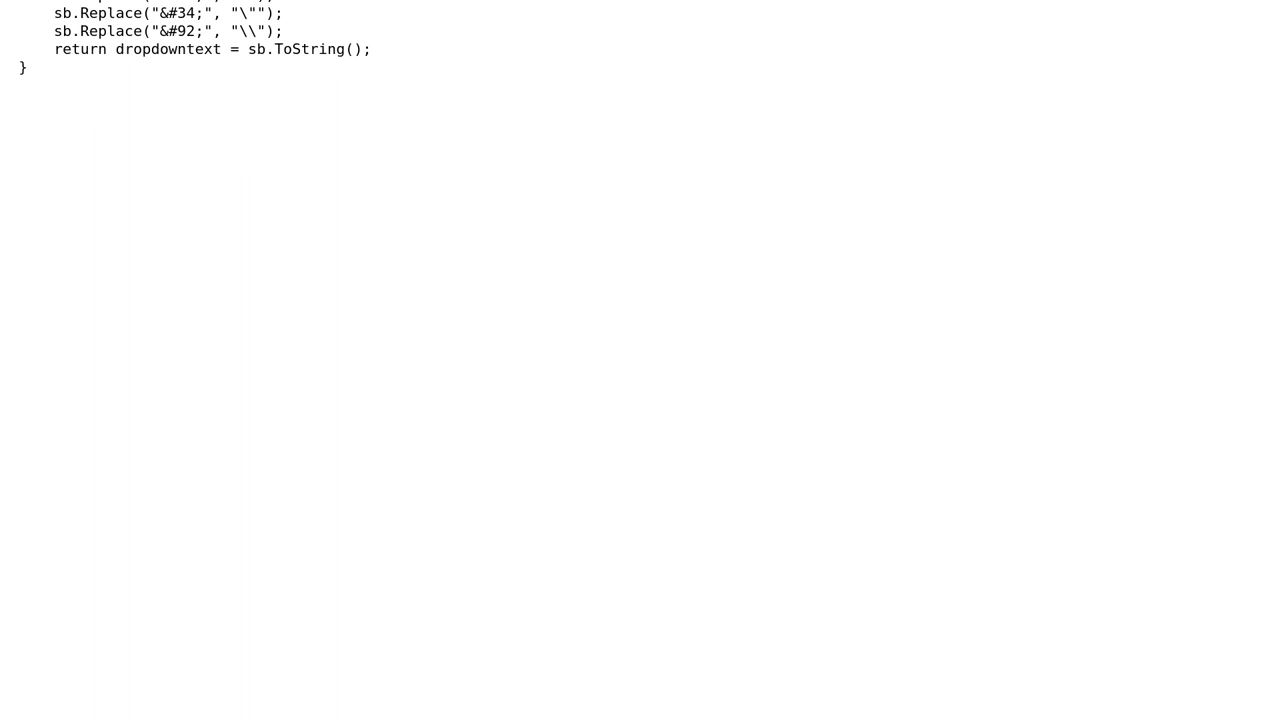 sb.Replace("&#34;", "\"");
sb.Replace("&#92;", "\\");
return dropdowntext = sb.ToString();
}